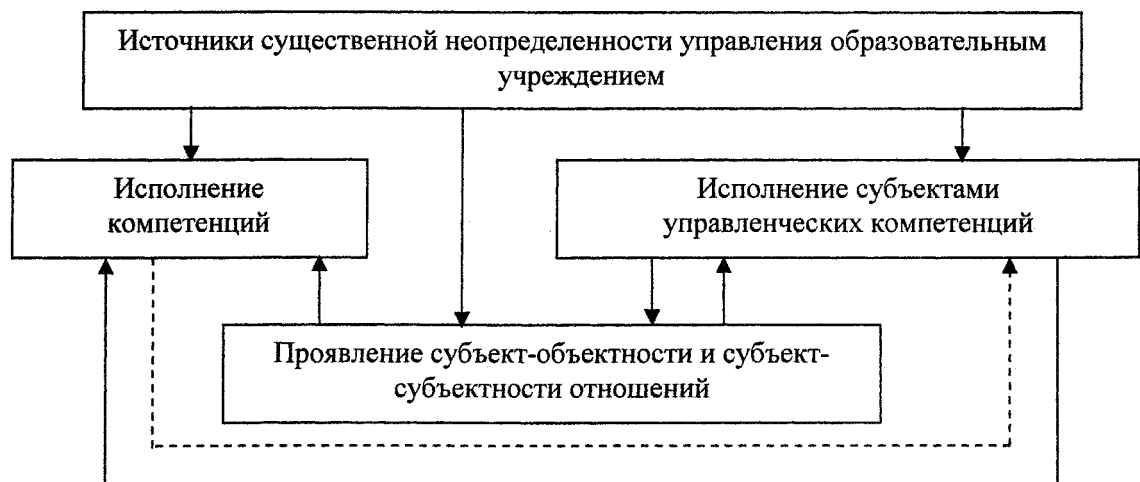 Источники существенной неопределенности управления образовательным
учреждением
Исполнение
компетенций
Исполнение субъектами
управленческих компетенций
Проявление субъект-объектности и субъект-
субъектности отношений